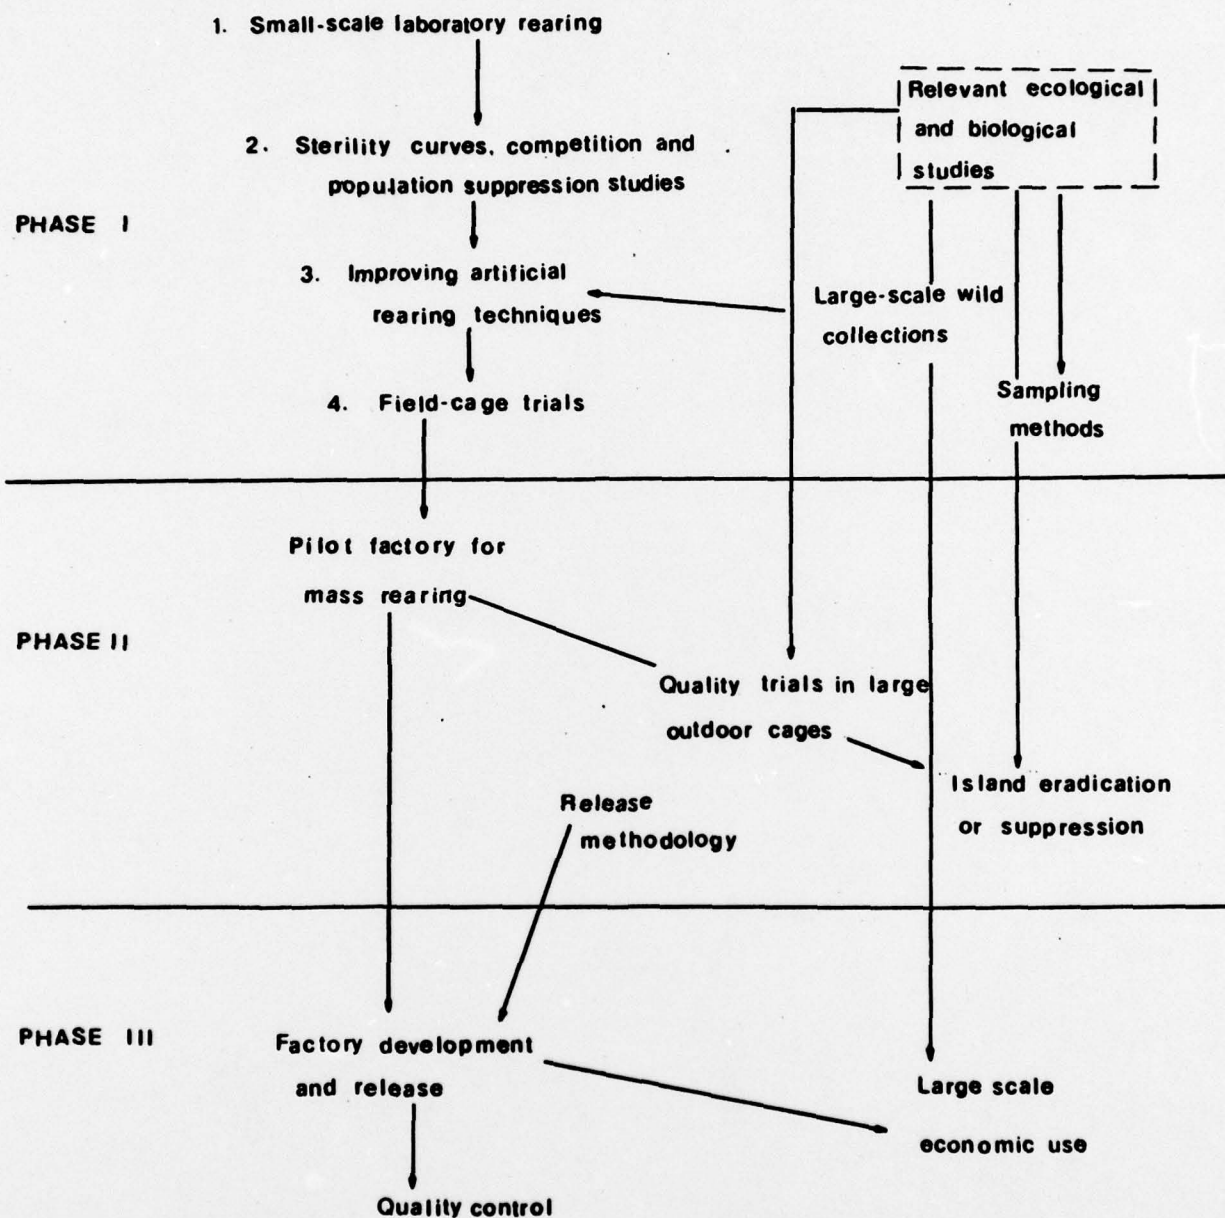 1. Small-scale laboratory rearing
Relevant ecological
and biological
studies
2. Sterility curves, competition and
population suppression studies
PHASE I
3. Improving artificial
rearing techniques
Large-scale wild
collections
4. Field-cage trials
Sampling
methods
Pilot factory for
mass rearing
PHASE II
Quality trials in large
outdoor cages
Island eradication
or suppression
Release
methodology
PHASE III
Factory development
and release
Large scale
economic use
Quality control